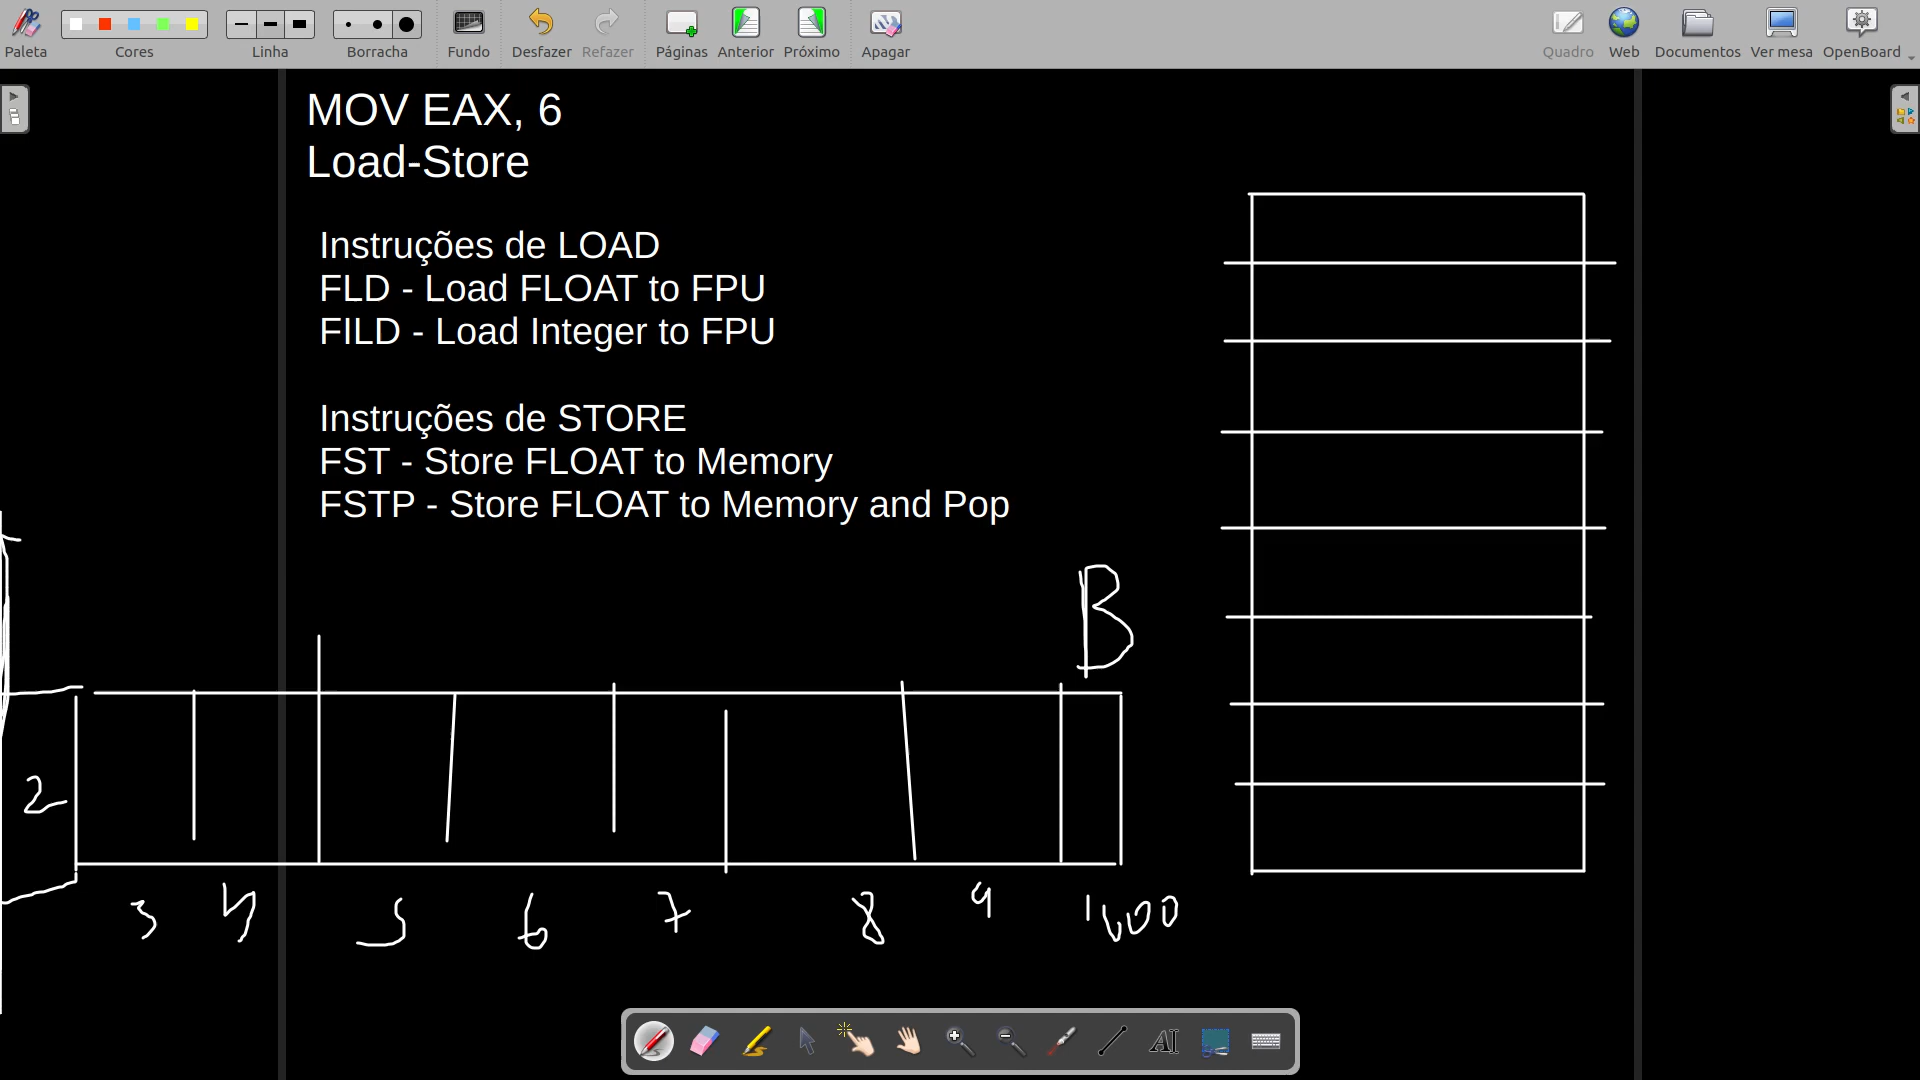 Paleta Cores Linha Borracha Fundo Desfazer Refazer Páginas Anterior Próximo Apagar Quadro Web Documentos Ver mesa OpenBoard
MOV EAX, 6
Load-Store
Instruções de LOAD
FLD - Load FLOAT to FPU
FILD - Load Integer to FPU
Instruções de STORE
FST - Store FLOAT to Memory
FSTP - Store FLOAT to Memory and Pop
B
2
3 4 5 6 7 8 9 1000
AI